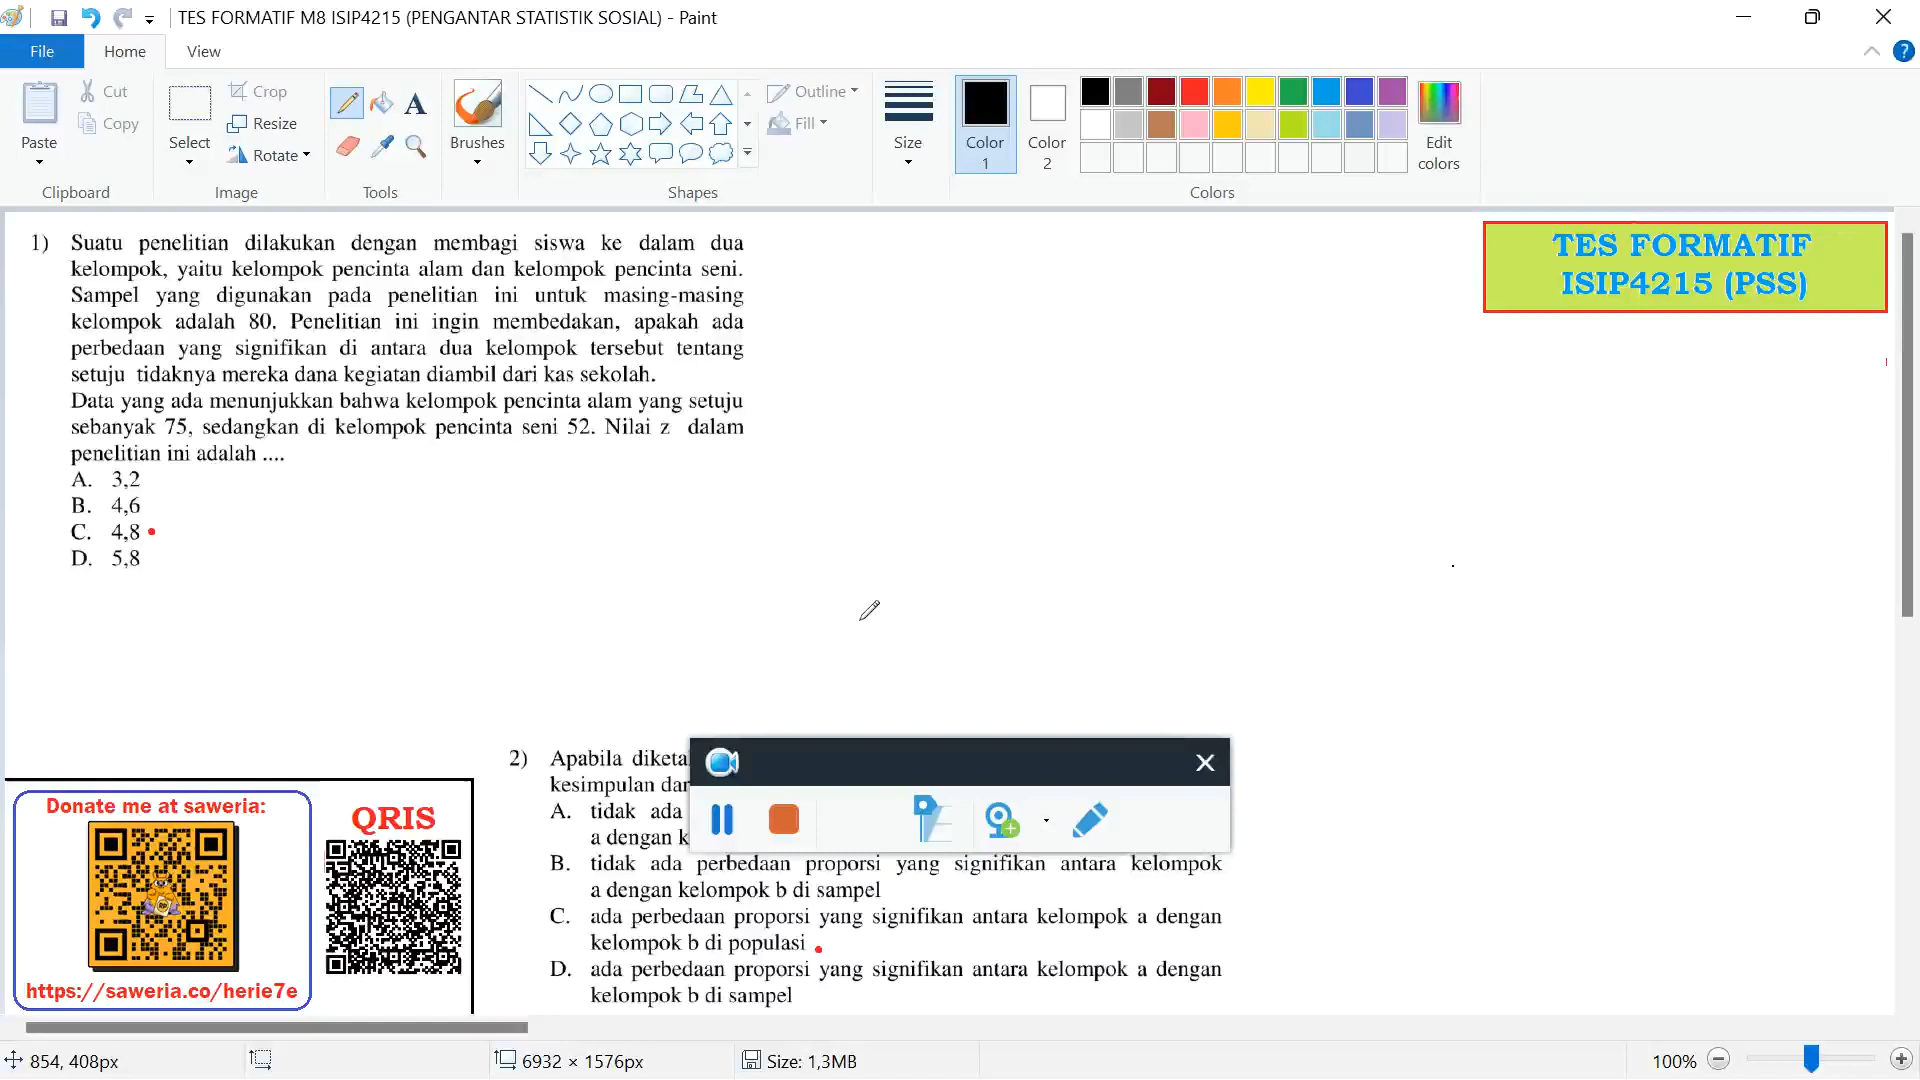 TES FORMATIF M8 ISIP4215 (PENGANTAR STATISTIK SOSIAL) - Paint
File Home View
Paste
Cut
Copy
Clipboard
Select
Crop
Resize
Rotate
Image
Tools
Brushes
Shapes
Outline
Fill
Size
Color 1
Color 2
Colors
Edit colors
1) Suatu penelitian dilakukan dengan membagi siswa ke dalam dua
kelompok, yaitu kelompok pencinta alam dan kelompok pencinta seni.
Sampel yang digunakan pada penelitian ini untuk masing-masing
kelompok adalah 80. Penelitian ini ingin membedakan, apakah ada
perbedaan yang signifikan di antara dua kelompok tersebut tentang
setuju tidaknya mereka dana kegiatan diambil dari kas sekolah.
Data yang ada menunjukkan bahwa kelompok pencinta alam yang setuju
sebanyak 75, sedangkan di kelompok pencinta seni 52. Nilai z dalam
penelitian ini adalah ....
A. 3,2
B. 4,6
C. 4,8
D. 5,8
TES FORMATIF
ISIP4215 (PSS)
2) Apabila diketa
kesimpulan dar
A. tidak ada
a dengan k
B. tidak ada perbedaan proporsi yang signifikan antara kelompok
a dengan kelompok b di sampel
C. ada perbedaan proporsi yang signifikan antara kelompok a dengan
kelompok b di populasi
D. ada perbedaan proporsi yang signifikan antara kelompok a dengan
kelompok b di sampel
Donate me at saweria:
https://saweria.co/herie7e
QRIS
854, 408px
6932 × 1576px
Size: 1,3MB
100%